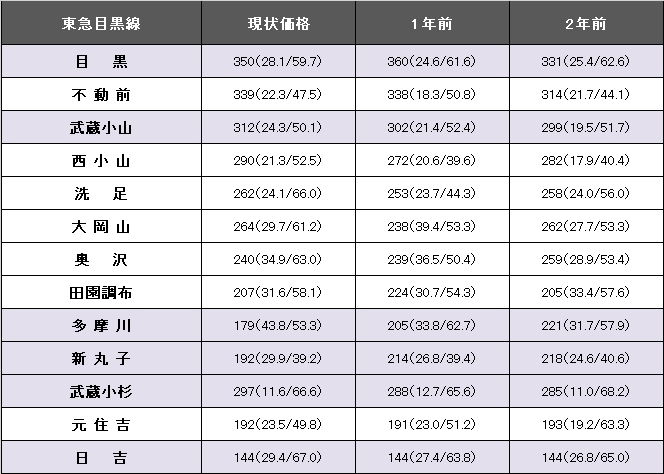 東急目黒線 現状価格 1年前 2年前
目 黒 350(28.1/59.7) 360(24.6/61.6) 331(25.4/62.6)
不動前 339(22.3/47.5) 338(18.3/50.8) 314(21.7/44.1)
武蔵小山 312(24.3/50.1) 302(21.4/52.4) 299(19.5/51.7)
西小山 290(21.3/52.5) 272(20.6/39.6) 282(17.9/40.4)
洗 足 262(24.1/66.0) 253(23.7/44.3) 258(24.0/56.0)
大岡山 264(29.7/61.2) 238(39.4/53.3) 262(27.7/53.3)
奥 沢 240(34.9/63.0) 239(36.5/50.4) 259(28.9/53.4)
田園調布 207(31.6/58.1) 224(30.7/54.3) 205(33.4/57.6)
多摩川 179(43.8/53.3) 205(33.8/62.7) 221(31.7/57.9)
新丸子 192(29.9/39.2) 214(26.8/39.4) 218(24.6/40.6)
武蔵小杉 297(11.6/66.6) 288(12.7/65.6) 285(11.0/68.2)
元住吉 192(23.5/49.8) 191(23.0/51.2) 193(19.2/63.3)
日 吉 144(29.4/67.0) 144(27.4/63.8) 144(26.8/65.0)